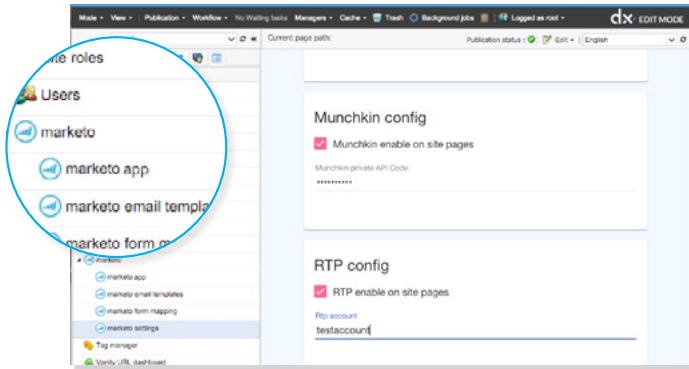 Mode View Publication Workflow No Waiting tasks Managers Cache Trash Background jobs Logged as root dx EDIT MODE
Current page path: Publication status : Edit English
ite roles
Users
marketo
marketo app
marketo email templa
marketo form m
Munchkin config
Munchkin enable on site pages
Munchkin private API Code
••••••••••
RTP config
RTP enable on site pages
Rtp account
testaccount
marketo
marketo app
marketo email templates
marketo form mapping
marketo settings
Tag manager
Vanity URL dashboard